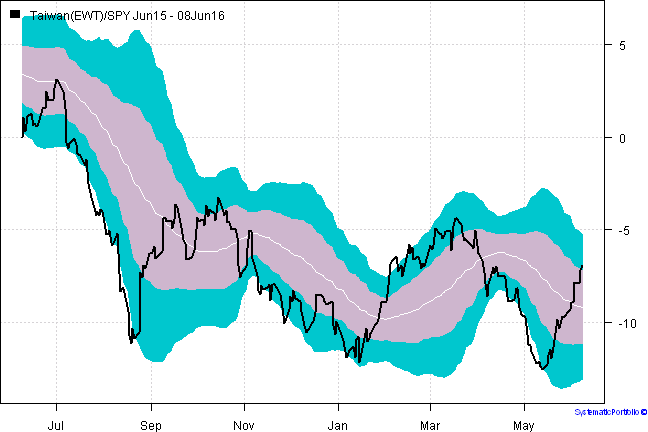 Taiwan(EWT)/SPY Jun15 - 08Jun16
5
0
-5
-10
Jul Sep Nov Jan Mar May
SystematicPortfolio ©